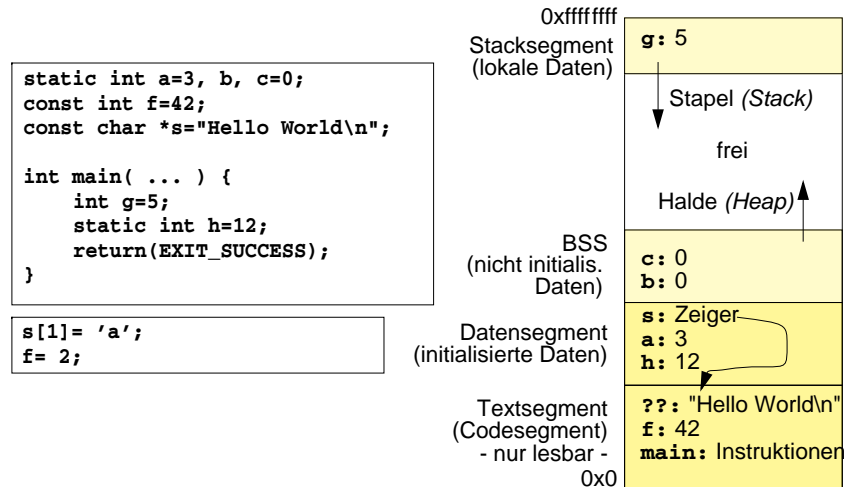 static int a=3, b, c=0;
const int f=42;
const char *s="Hello World\n";
int main( ... ) {
int g=5;
static int h=12;
return(EXIT_SUCCESS);
}
s[1]= ’a’;
f= 2;
0xffffffff
Stacksegment
(lokale Daten)
g: 5
Stapel (Stack)
frei
Halde (Heap)
BSS
(nicht initialis.
Daten)
c: 0
b: 0
Datensegment
(initialisierte Daten)
s: Zeiger
a: 3
h: 12
Textsegment
(Codesegment)
- nur lesbar -
??: "Hello World\n"
f: 42
main: Instruktionen
0x0